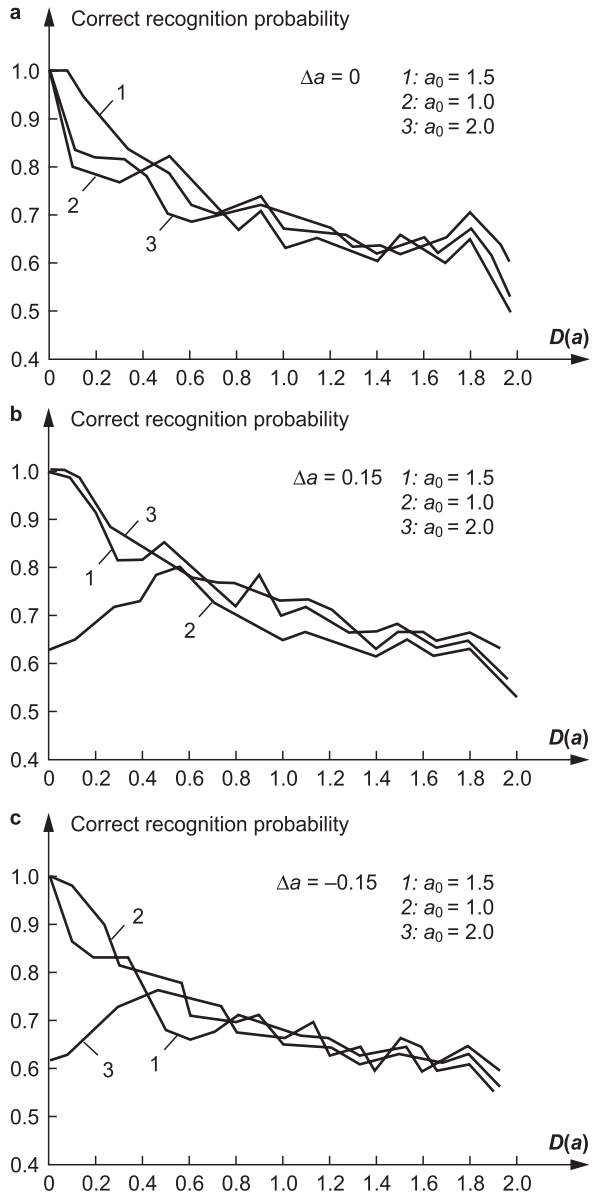 a Correct recognition probability
Δa = 0 1: a₀ = 1.5
2: a₀ = 1.0
3: a₀ = 2.0
1.0
0.9
0.8
0.7
0.6
0.5
0.4
1
2
3
D(a)
0 0.2 0.4 0.6 0.8 1.0 1.2 1.4 1.6 1.8 2.0
b Correct recognition probability
Δa = 0.15 1: a₀ = 1.5
2: a₀ = 1.0
3: a₀ = 2.0
1.0
0.9
0.8
0.7
0.6
0.5
0.4
3
1
2
D(a)
0 0.2 0.4 0.6 0.8 1.0 1.2 1.4 1.6 1.8 2.0
c Correct recognition probability
Δa = –0.15 1: a₀ = 1.5
2: a₀ = 1.0
3: a₀ = 2.0
1.0
0.9
0.8
0.7
0.6
0.5
0.4
2
3
1
D(a)
0 0.2 0.4 0.6 0.8 1.0 1.2 1.4 1.6 1.8 2.0